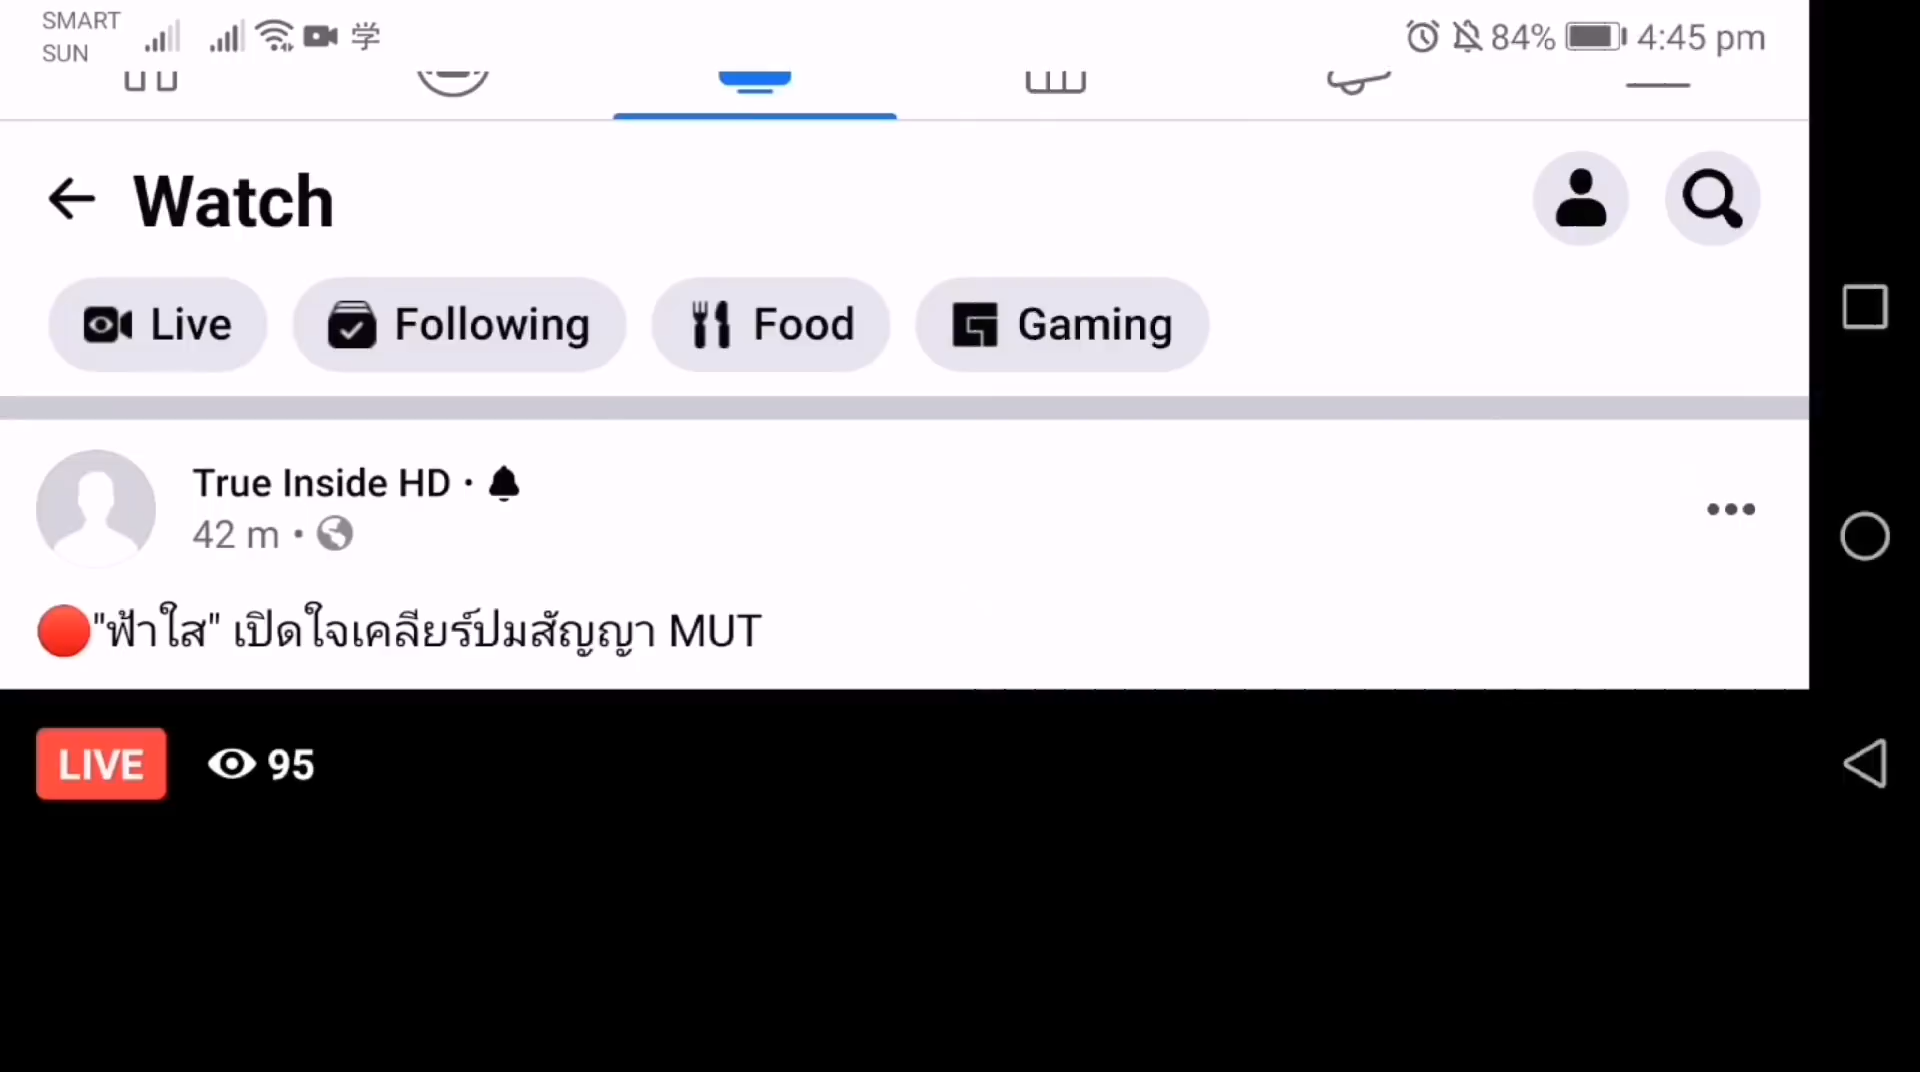 SMART
SUN
学
84% 4:45 pm
Watch
Live Following Food Gaming
True Inside HD ·
42 m ·
"ฟ้าใส" เปิดใจเคลียร์ปมสัญญา MUT
LIVE 95